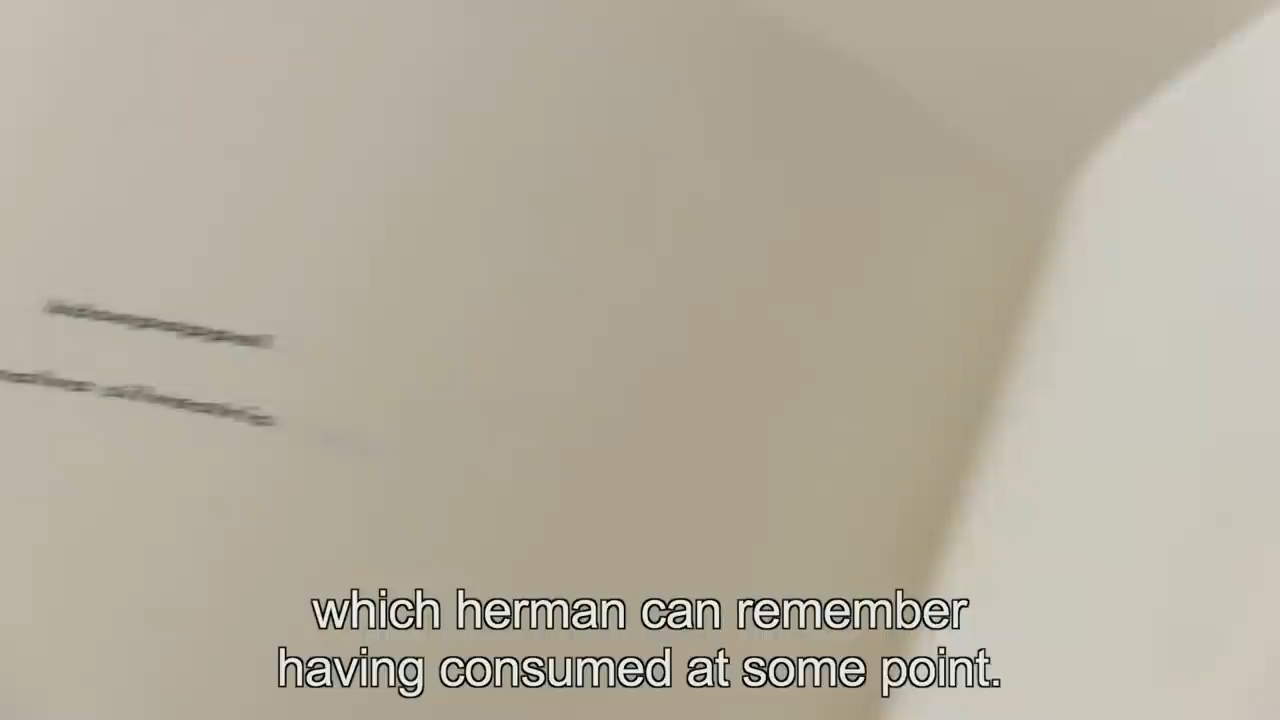 which herman can remember
having consumed at some point.